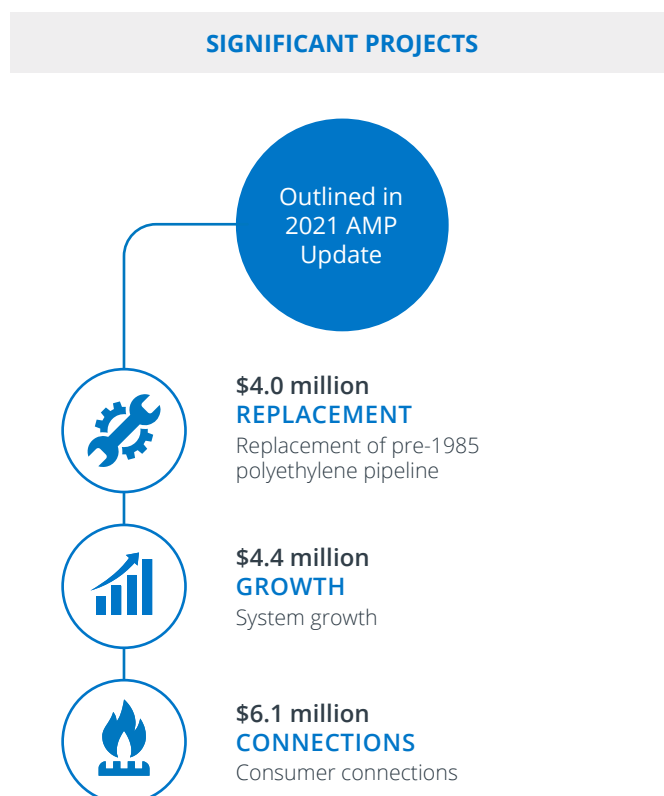 SIGNIFICANT PROJECTS
Outlined in
2021 AMP
Update
$4.0 million
REPLACEMENT
Replacement of pre-1985
polyethylene pipeline
$4.4 million
GROWTH
System growth
$6.1 million
CONNECTIONS
Consumer connections